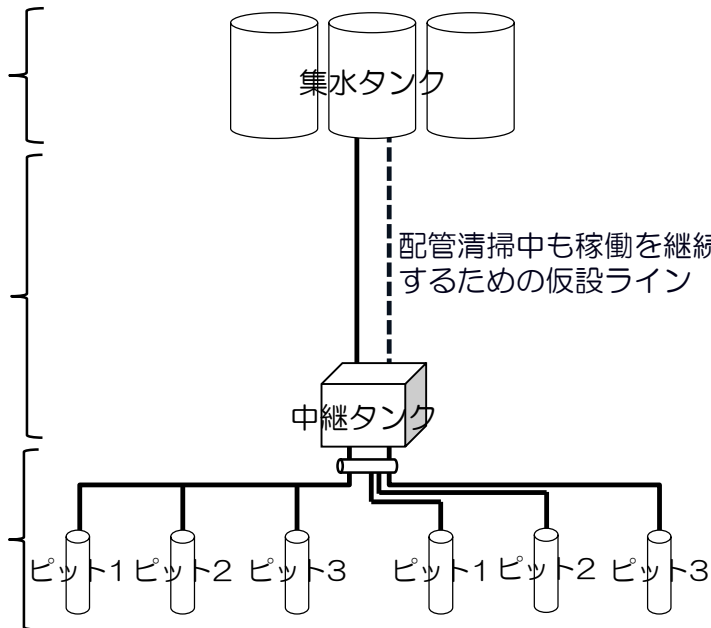 集水タンク
配管清掃中も稼働を継続
するための仮設ライン
中継タンク
ピット1 ピット2 ピット3 ピット1 ピット2 ピット3